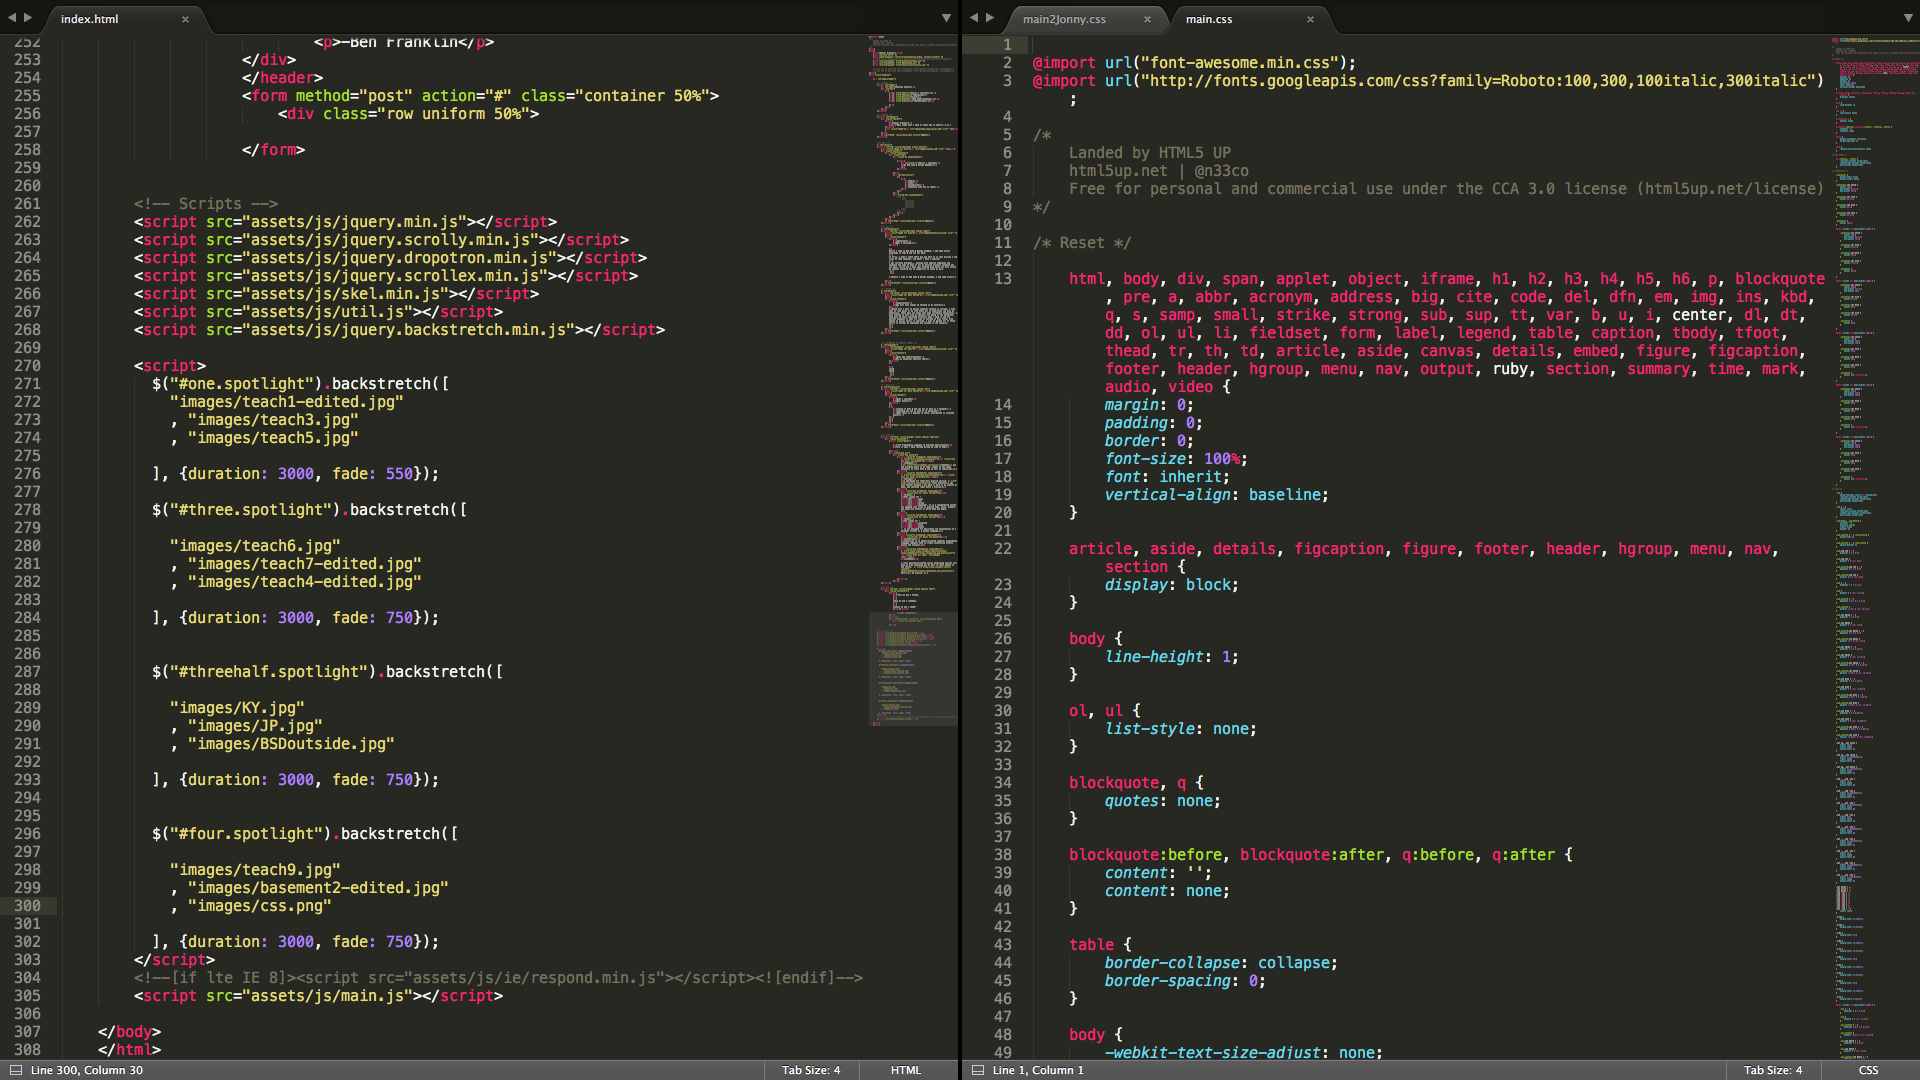 index.html
252 <p>-Ben Franklin</p>
253 </div>
254 </header>
255 <form method="post" action="#" class="container 50%">
256 <div class="row uniform 50%">
257
258 </form>
259
260
261 <!-- Scripts -->
262 <script src="assets/js/jquery.min.js"></script>
263 <script src="assets/js/jquery.scrolly.min.js"></script>
264 <script src="assets/js/jquery.dropotron.min.js"></script>
265 <script src="assets/js/jquery.scrollex.min.js"></script>
266 <script src="assets/js/skel.min.js"></script>
267 <script src="assets/js/util.js"></script>
268 <script src="assets/js/jquery.backstretch.min.js"></script>
269
270 <script>
271 $("#one.spotlight").backstretch([
272 "images/teach1-edited.jpg"
273 , "images/teach3.jpg"
274 , "images/teach5.jpg"
275
276 ], {duration: 3000, fade: 550});
277
278 $("#three.spotlight").backstretch([
279
280 "images/teach6.jpg"
281 , "images/teach7-edited.jpg"
282 , "images/teach4-edited.jpg"
283
284 ], {duration: 3000, fade: 750});
285
286
287 $("#threehalf.spotlight").backstretch([
288
289 "images/KY.jpg"
290 , "images/JP.jpg"
291 , "images/BSDoutside.jpg"
292
293 ], {duration: 3000, fade: 750});
294
295
296 $("#four.spotlight").backstretch([
297
298 "images/teach9.jpg"
299 , "images/basement2-edited.jpg"
300 , "images/css.png"
301
302 ], {duration: 3000, fade: 750});
303 </script>
304 <!--[if lte IE 8]><script src="assets/js/ie/respond.min.js"></script><![endif]-->
305 <script src="assets/js/main.js"></script>
306
307 </body>
308 </html>
Line 300, Column 30 Tab Size: 4 HTML
main2Jonny.css main.css
1
2 @import url("font-awesome.min.css");
3 @import url("http://fonts.googleapis.com/css?family=Roboto:100,300,100italic,300italic")
;
4
5 /*
6 Landed by HTML5 UP
7 html5up.net | @n33co
8 Free for personal and commercial use under the CCA 3.0 license (html5up.net/license)
9 */
10
11 /* Reset */
12
13 html, body, div, span, applet, object, iframe, h1, h2, h3, h4, h5, h6, p, blockquote
, pre, a, abbr, acronym, address, big, cite, code, del, dfn, em, img, ins, kbd,
q, s, samp, small, strike, strong, sub, sup, tt, var, b, u, i, center, dl, dt,
dd, ol, ul, li, fieldset, form, label, legend, table, caption, tbody, tfoot,
thead, tr, th, td, article, aside, canvas, details, embed, figure, figcaption,
footer, header, hgroup, menu, nav, output, ruby, section, summary, time, mark,
audio, video {
14 margin: 0;
15 padding: 0;
16 border: 0;
17 font-size: 100%;
18 font: inherit;
19 vertical-align: baseline;
20 }
21
22 article, aside, details, figcaption, figure, footer, header, hgroup, menu, nav,
section {
23 display: block;
24 }
25
26 body {
27 line-height: 1;
28 }
29
30 ol, ul {
31 list-style: none;
32 }
33
34 blockquote, q {
35 quotes: none;
36 }
37
38 blockquote:before, blockquote:after, q:before, q:after {
39 content: '';
40 content: none;
41 }
42
43 table {
44 border-collapse: collapse;
45 border-spacing: 0;
46 }
47
48 body {
49 -webkit-text-size-adjust: none;
Line 1, Column 1 Tab Size: 4 CSS